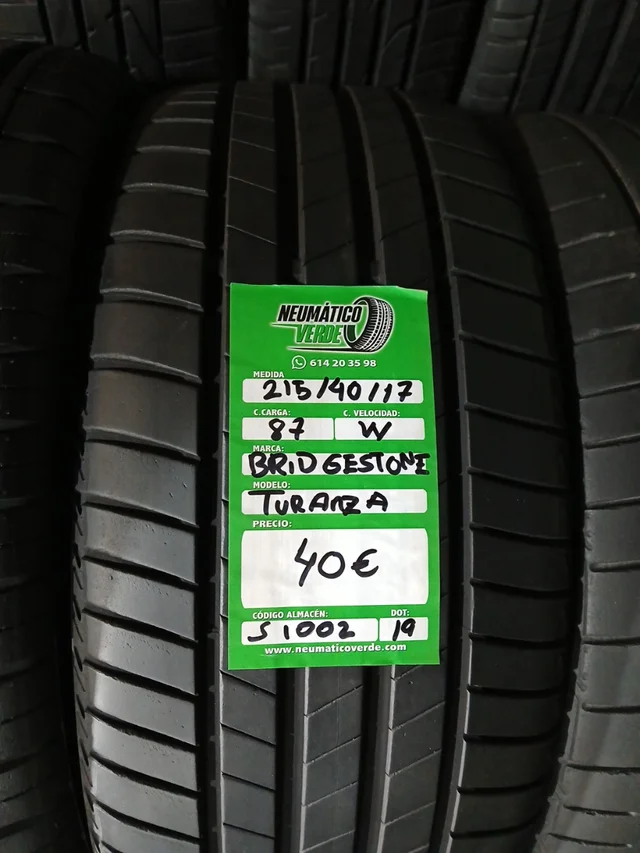 NEUMÁTICO
VERDE
614 20 35 98
MEDIDA
215/40/17
C.CARGA: C. VELOCIDAD:
87 W
MARCA:
BRIDGESTONE
MODELO:
TURANZA
PRECIO:
40€
CÓDIGO ALMACÉN: DOT:
S1002 19
www.neumaticoverde.com